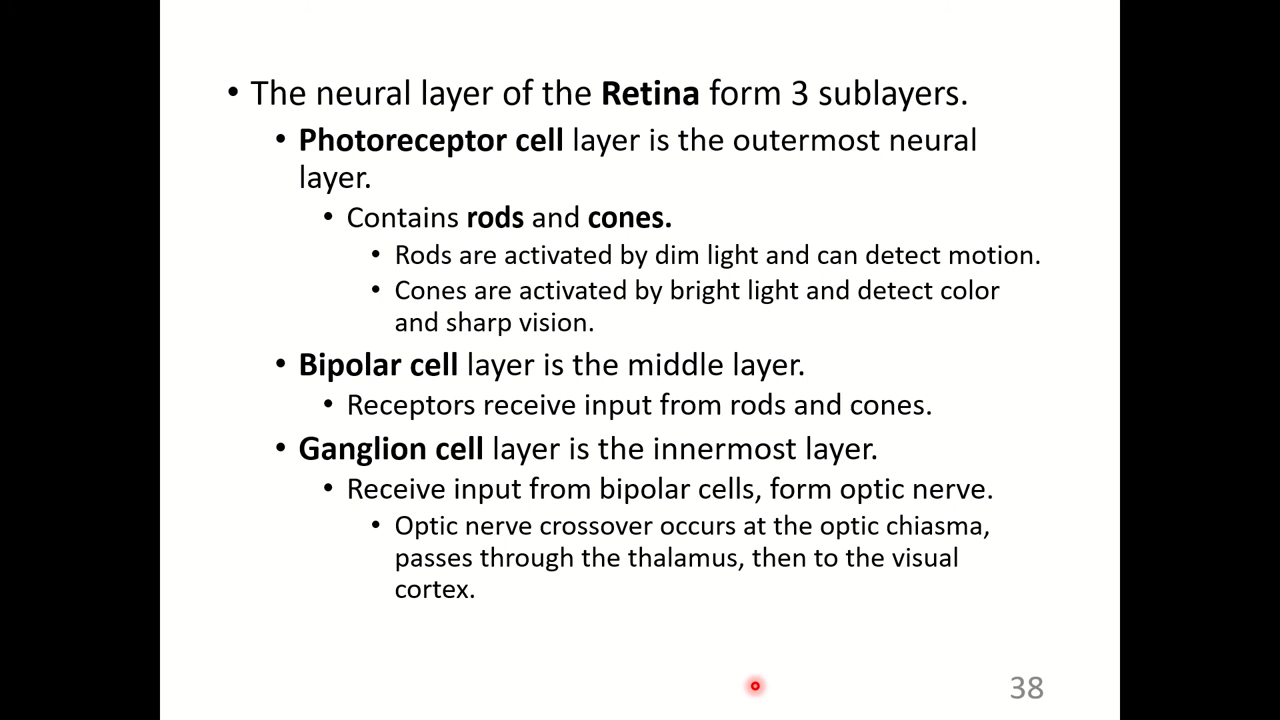 • The neural layer of the Retina form 3 sublayers.
• Photoreceptor cell layer is the outermost neural
layer.
• Contains rods and cones.
• Rods are activated by dim light and can detect motion.
• Cones are activated by bright light and detect color
and sharp vision.
• Bipolar cell layer is the middle layer.
• Receptors receive input from rods and cones.
• Ganglion cell layer is the innermost layer.
• Receive input from bipolar cells, form optic nerve.
• Optic nerve crossover occurs at the optic chiasma,
passes through the thalamus, then to the visual
cortex.
38